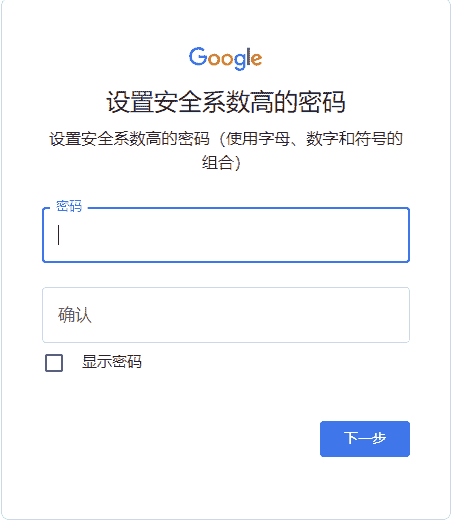 Google
设置安全系数高的密码
设置安全系数高的密码（使用字母、数字和符号的
组合）
密码
确认
显示密码
下一步